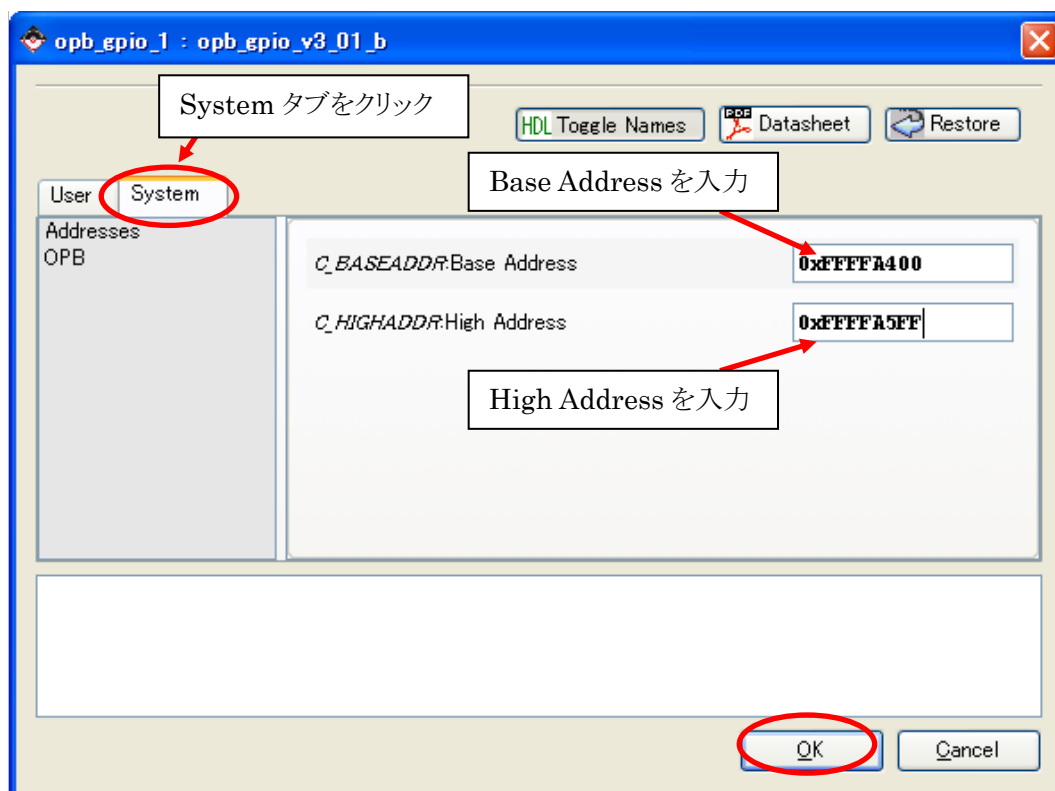 opb_gpio_1 : opb_gpio_v3_01_b
System タブをクリック
HDL Toggle Names
PDF Datasheet
Restore
Base Address を入力
User
System
Addresses
OPB
C_BASEADDR:Base Address
0xFFFFA400
C_HIGHADDR:High Address
0xFFFFA5FF
High Address を入力
OK
Cancel